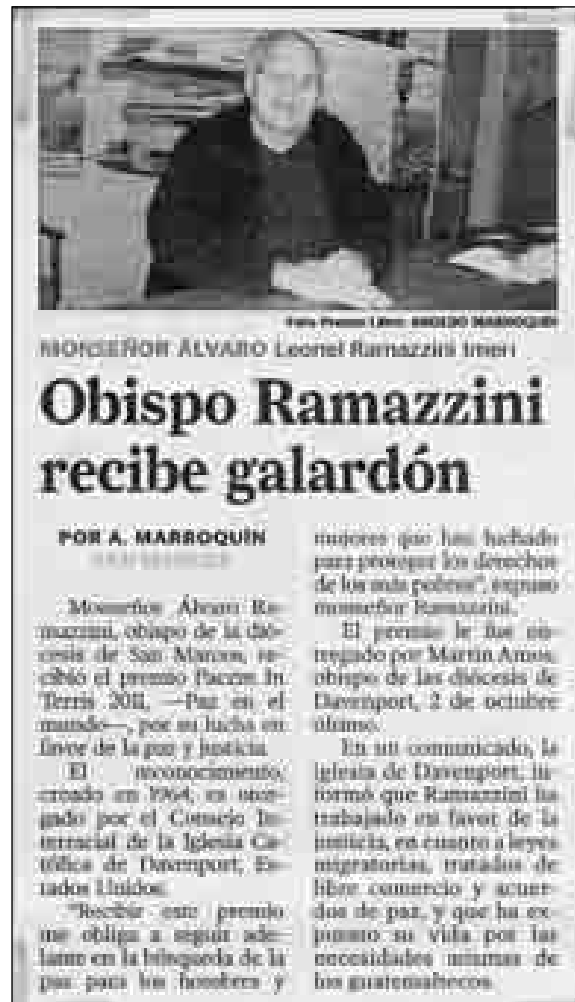 Foto Prensa Libre: AROLDO MARROQUÍN
MONSEÑOR ÁLVARO Leonel Ramazzini Imeri
Obispo Ramazzini
recibe galardón
POR A. MARROQUÍN
Monseñor Álvaro Ra-
mazzini, obispo de la dió-
cesis de San Marcos, re-
cibió el premio Pacem In
Terris 2011, —Paz en el
mundo—, por su lucha en
favor de la paz y justicia.
El reconocimiento,
creado en 1964, es otor-
gado por el Consejo In-
terracial de la Iglesia Ca-
tólica de Davenport, Es-
tados Unidos.
"Recibir este premio
me obliga a seguir ade-
lante en la búsqueda de la
paz para los hombres y
mujeres que han luchado
para proteger los derechos
de los más pobres", expuso
monseñor Ramazzini.
El premio le fue en-
tregado por Martin Amos,
obispo de las diócesis de
Davenport, 2 de octubre
último.
En un comunicado, la
iglesia de Davenport, in-
formó que Ramazzini ha
trabajado en favor de la
justicia, en cuanto a leyes
migratorias, tratados de
libre comercio y acuer-
dos de paz, y que ha ex-
puesto su vida por las
necesidades mismas de
los guatemaltecos.